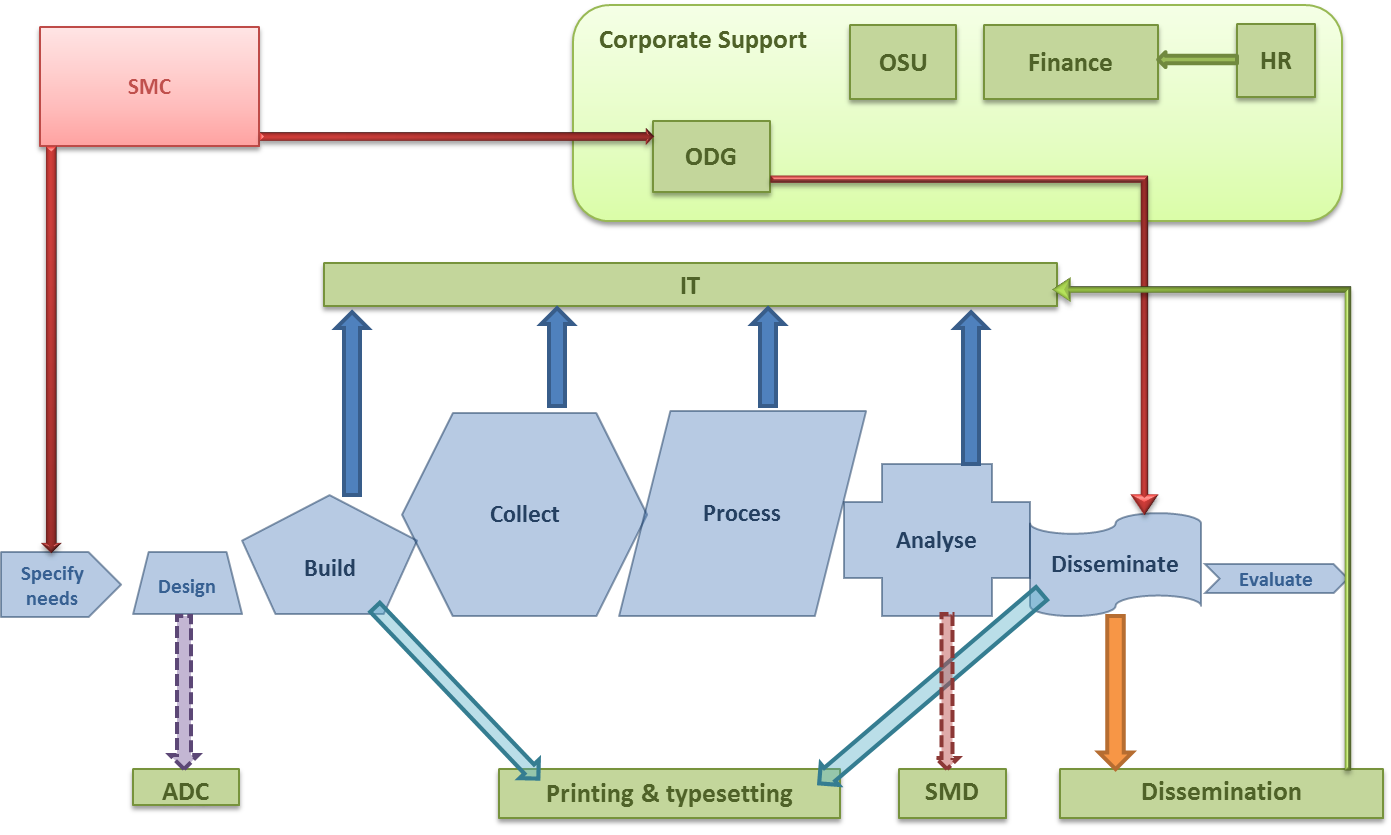 Corporate Support
OSU
Finance
HR
SMC
ODG
IT
Collect
Process
Analyse
Disseminate
Build
Specify
needs
Design
Evaluate
ADC
Printing & typesetting
SMD
Dissemination